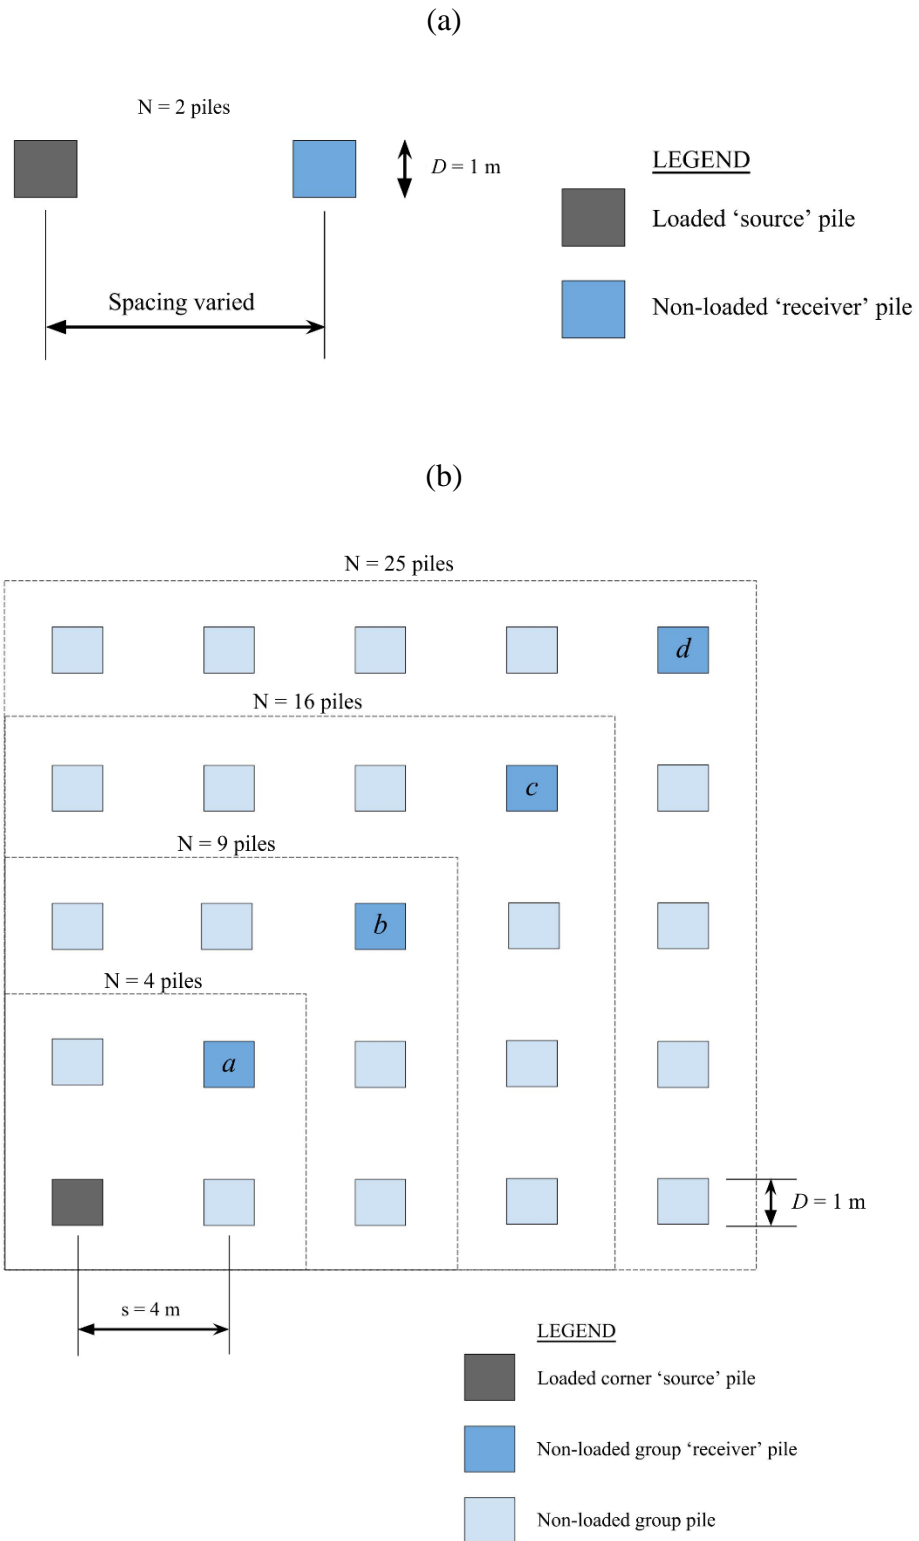 (a)
N = 2 piles
D = 1 m
Spacing varied
LEGEND
Loaded ‘source’ pile
Non-loaded ‘receiver’ pile
(b)
N = 25 piles
d
N = 16 piles
c
N = 9 piles
b
N = 4 piles
a
D = 1 m
s = 4 m
LEGEND
Loaded corner ‘source’ pile
Non-loaded group ‘receiver’ pile
Non-loaded group pile